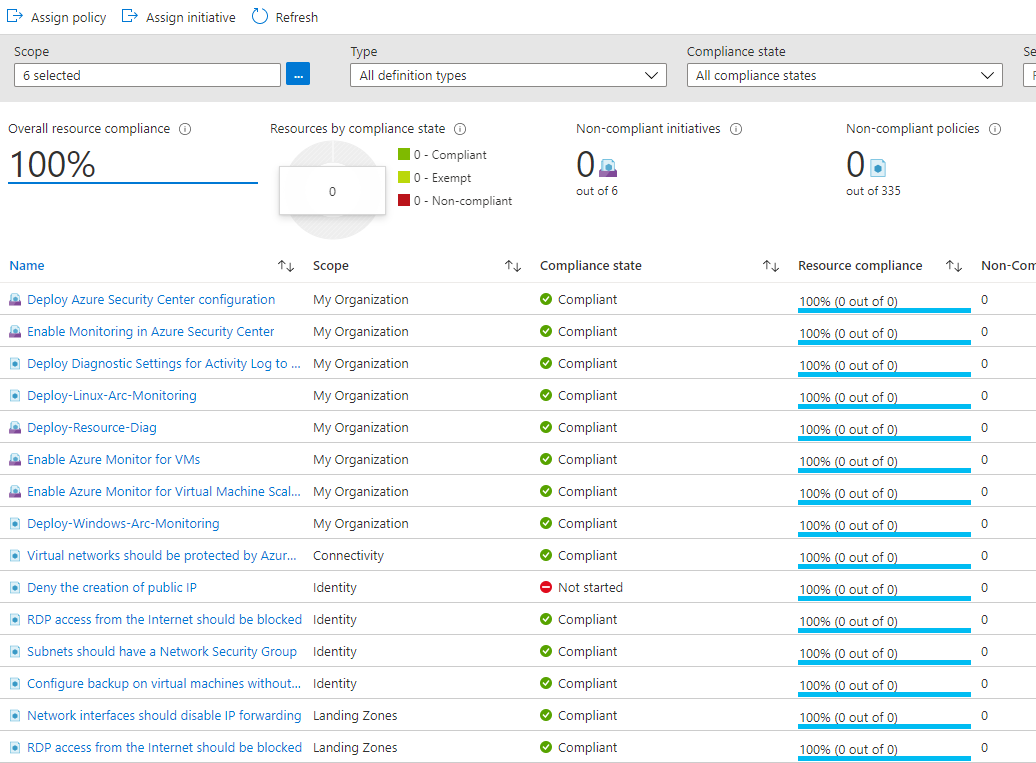 Assign policy Assign initiative Refresh
Scope Type Compliance state Se
6 selected ... All definition types All compliance states
Overall resource compliance Resources by compliance state Non-compliant initiatives Non-compliant policies
100% 0 0 - Compliant 0 0
0 - Exempt out of 6 out of 335
0 - Non-compliant
Name Scope Compliance state Resource compliance Non-Com
Deploy Azure Security Center configuration My Organization Compliant 100% (0 out of 0) 0
Enable Monitoring in Azure Security Center My Organization Compliant 100% (0 out of 0) 0
Deploy Diagnostic Settings for Activity Log to ... My Organization Compliant 100% (0 out of 0) 0
Deploy-Linux-Arc-Monitoring My Organization Compliant 100% (0 out of 0) 0
Deploy-Resource-Diag My Organization Compliant 100% (0 out of 0) 0
Enable Azure Monitor for VMs My Organization Compliant 100% (0 out of 0) 0
Enable Azure Monitor for Virtual Machine Scal... My Organization Compliant 100% (0 out of 0) 0
Deploy-Windows-Arc-Monitoring My Organization Compliant 100% (0 out of 0) 0
Virtual networks should be protected by Azur... Connectivity Compliant 100% (0 out of 0) 0
Deny the creation of public IP Identity Not started 100% (0 out of 0) 0
RDP access from the Internet should be blocked Identity Compliant 100% (0 out of 0) 0
Subnets should have a Network Security Group Identity Compliant 100% (0 out of 0) 0
Configure backup on virtual machines without... Identity Compliant 100% (0 out of 0) 0
Network interfaces should disable IP forwarding Landing Zones Compliant 100% (0 out of 0) 0
RDP access from the Internet should be blocked Landing Zones Compliant 100% (0 out of 0) 0